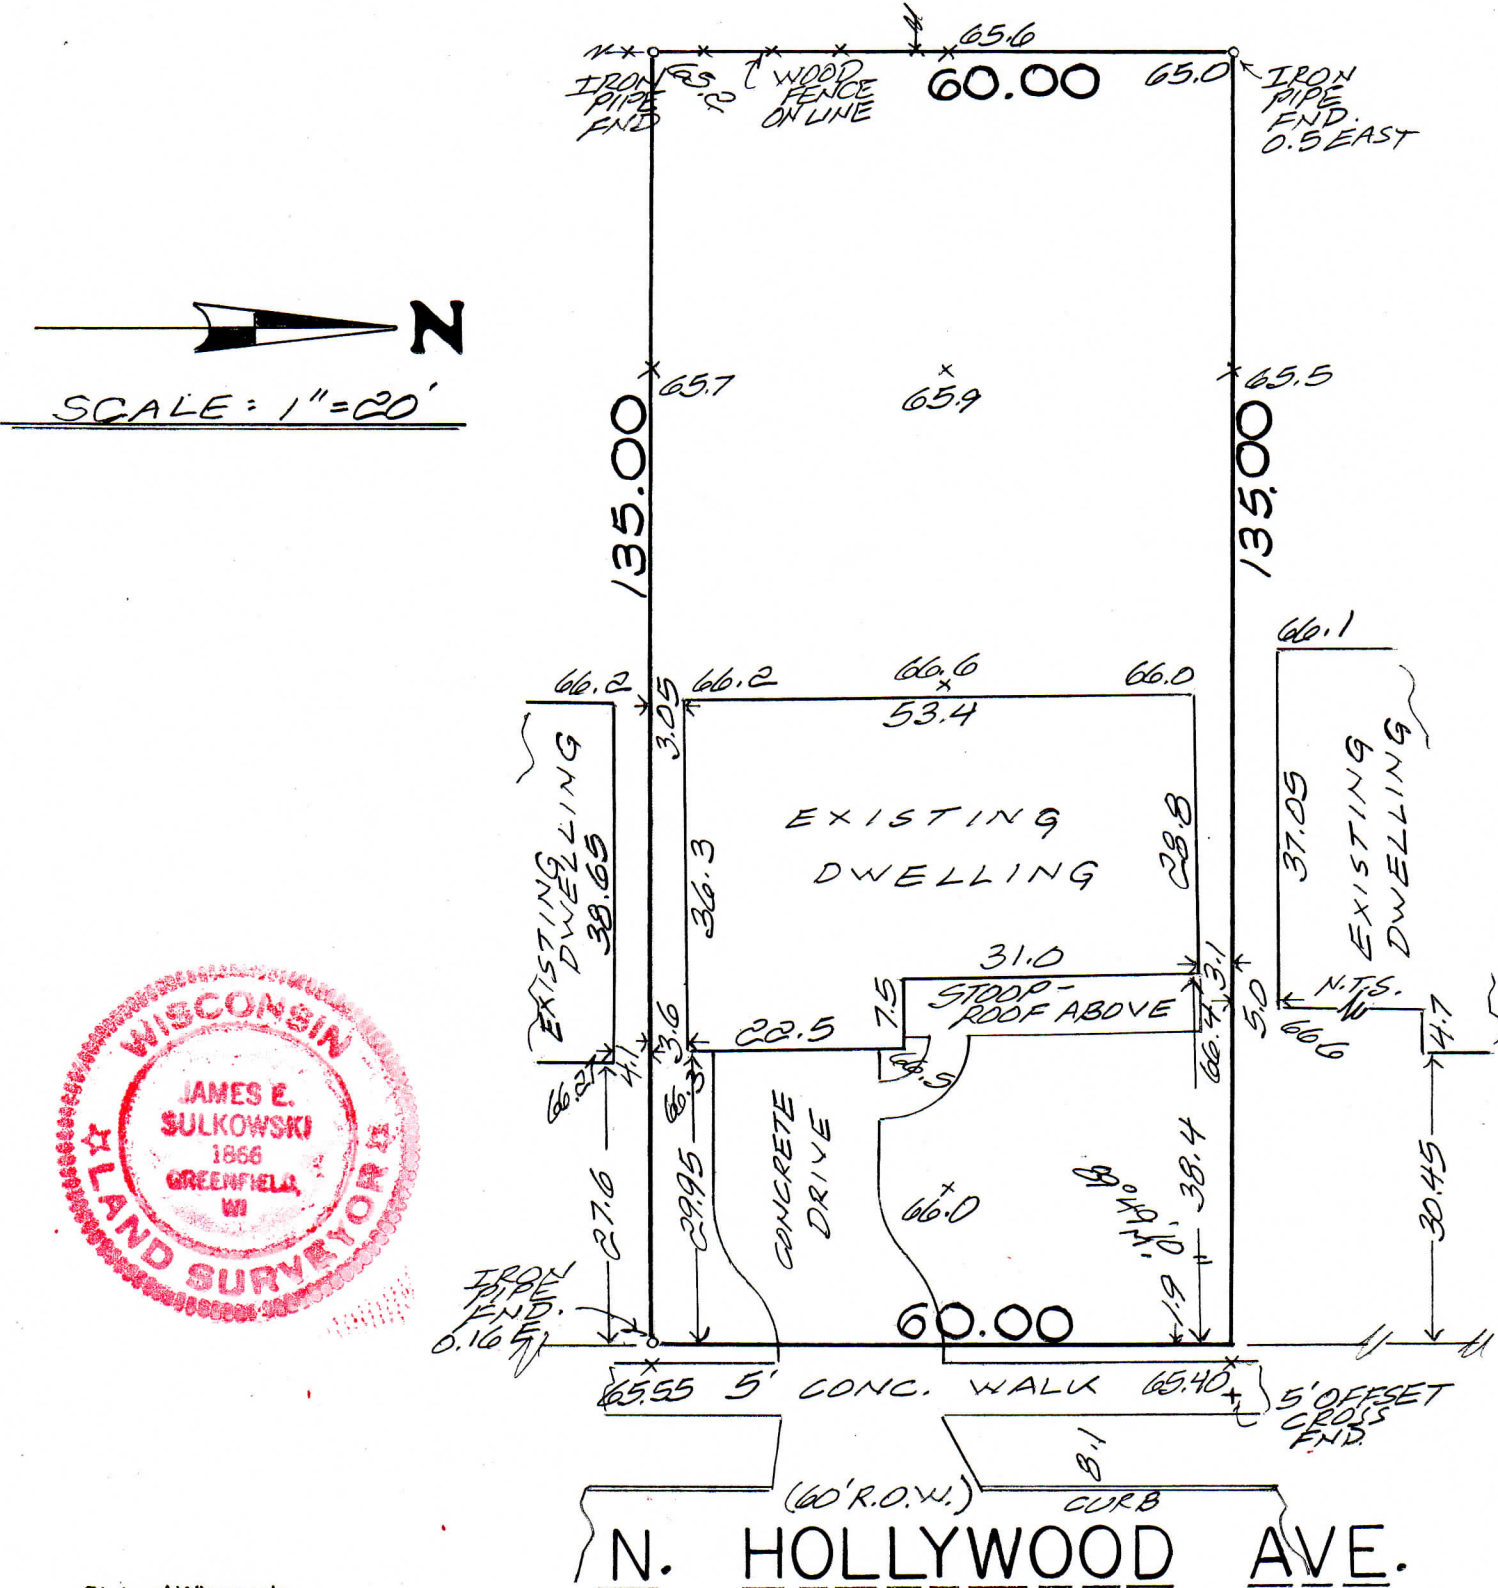 65.6
IRON
PIPE
FND
65.2
WOOD
FENCE
ON LINE
60.00
65.0
IRON
PIPE
FND.
0.5 EAST
N
SCALE: 1"=20'
65.7
65.9
65.5
135.00
135.00
66.1
66.2
3.05
66.2
66.6
66.0
53.4
EXISTING
DWELLING
38.65
36.3
EXISTING
DWELLING
28.8
37.05
EXISTING
DWELLING
31.0
3.1
7.5
STOOP-
ROOF ABOVE
66.4
5.0
N.T.S.
66.6
4.7
22.5
3.6
4.1
66.2
66.3
66.5
WISCONSIN
JAMES E.
SULKOWSKI
1866
GREENFIELD,
WI
LAND SURVEYOR
27.6
29.95
CONCRETE
DRIVE
66.0
38.4
1.9
30.45
IRON
PIPE
FND.
0.16 E
60.00
65.55
5' CONC. WALK
65.40
5' OFFSET
CROSS
FND.
8.1
(60' R.O.W.)
CURB
N. HOLLYWOOD AVE.